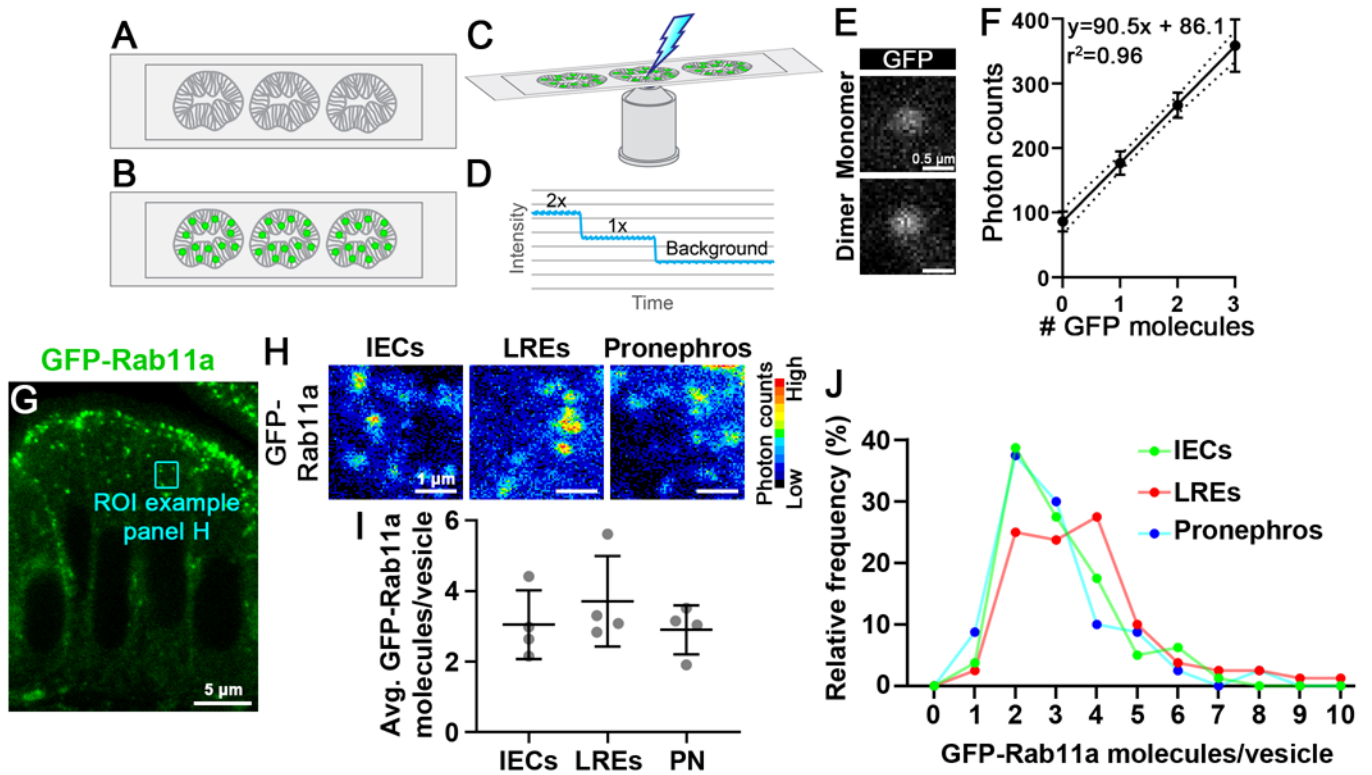 A
B
C
D
2x
1x
Background
Intensity
Time
E
GFP
Monomer
0.5 µm
Dimer
F
y=90.5x + 86.1
r²=0.96
Photon counts
400
300
200
100
0
0 1 2 3
# GFP molecules
GFP-Rab11a
G
ROI example
panel H
5 µm
H
IECs LREs Pronephros
GFP-
Rab11a
1 µm
Photon counts
High
Low
I
Avg. GFP-Rab11a
molecules/vesicle
6
4
2
0
IECs LREs PN
J
Relative frequency (%)
40
30
20
10
0
IECs
LREs
Pronephros
0 1 2 3 4 5 6 7 8 9 10
GFP-Rab11a molecules/vesicle